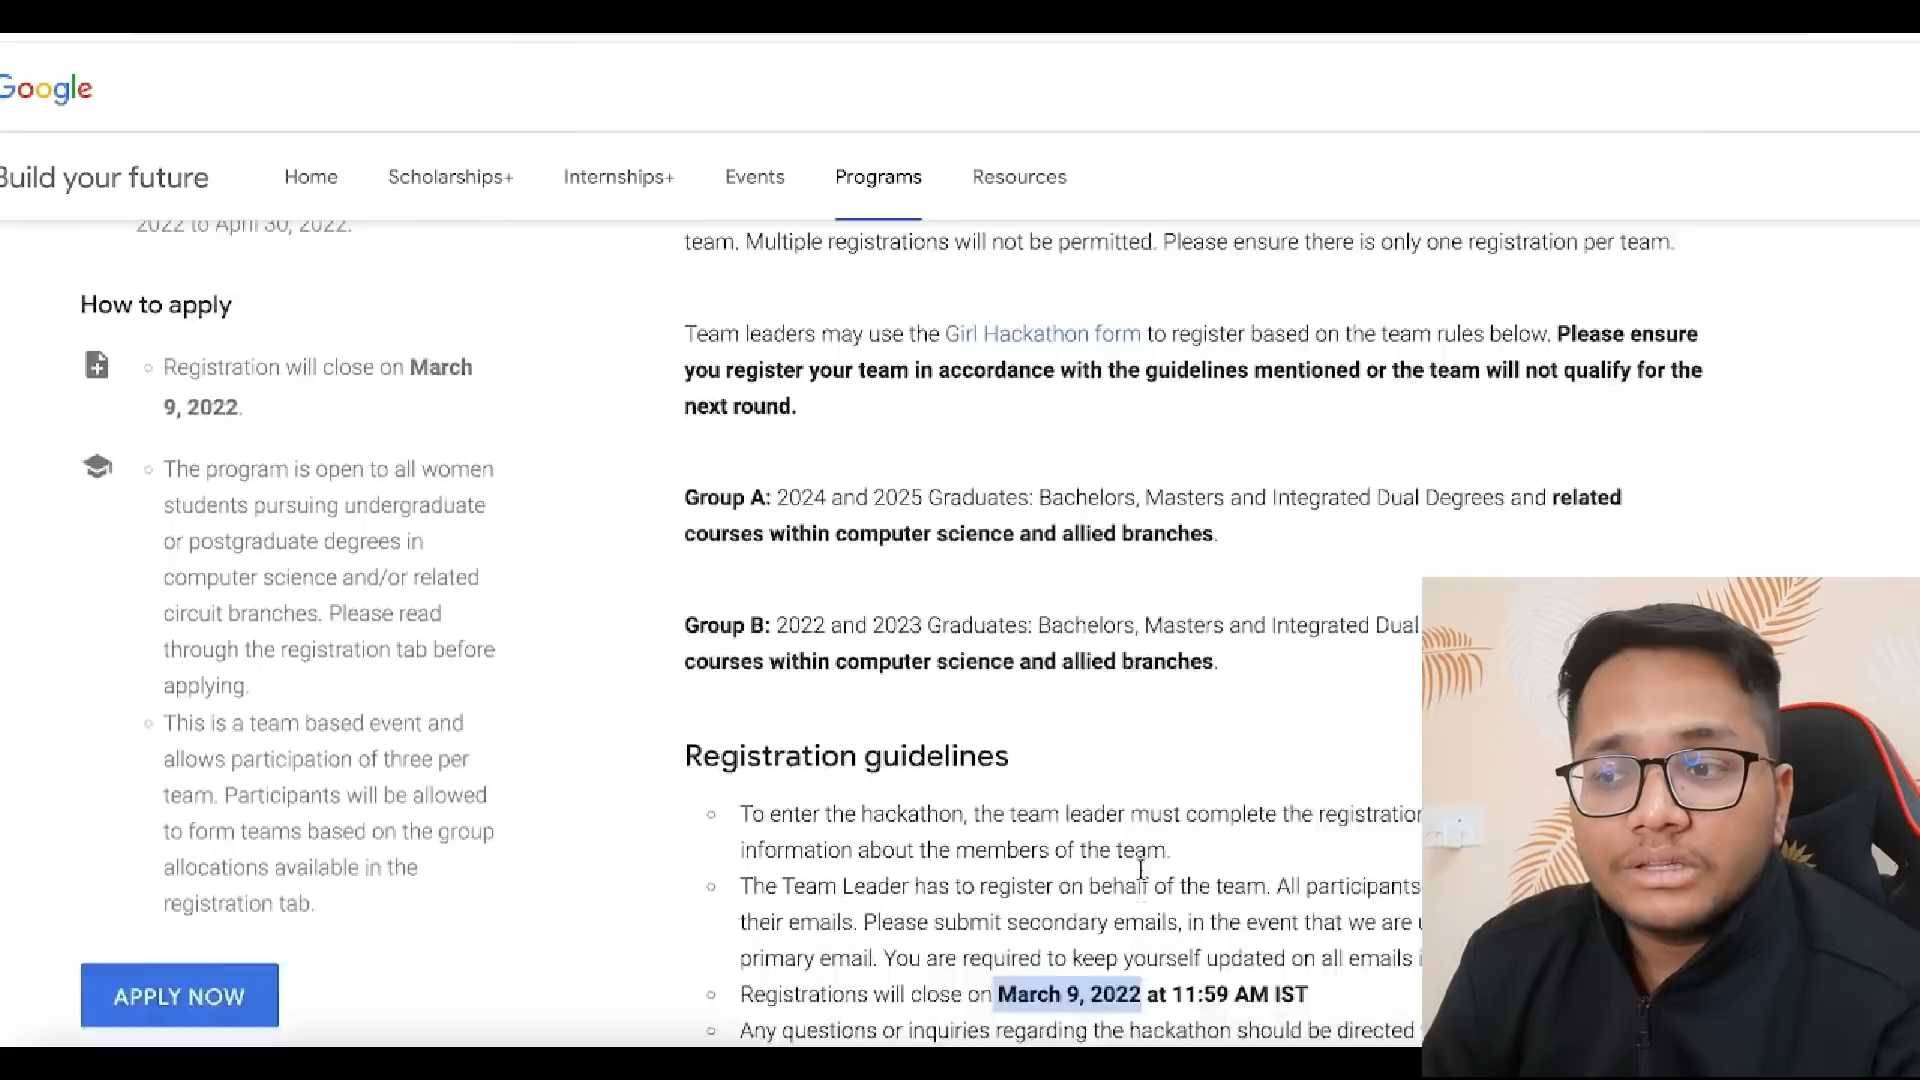 Google
Build your future
Home
Scholarships+
Internships+
Events
Programs
Resources
2022 to April 30, 2022.
How to apply
Registration will close on March
9, 2022.
The program is open to all women
students pursuing undergraduate
or postgraduate degrees in
computer science and/or related
circuit branches. Please read
through the registration tab before
applying.
This is a team based event and
allows participation of three per
team. Participants will be allowed
to form teams based on the group
allocations available in the
registration tab.
APPLY NOW
team. Multiple registrations will not be permitted. Please ensure there is only one registration per team.
Team leaders may use the Girl Hackathon form to register based on the team rules below. Please ensure
you register your team in accordance with the guidelines mentioned or the team will not qualify for the
next round.
Group A: 2024 and 2025 Graduates: Bachelors, Masters and Integrated Dual Degrees and related
courses within computer science and allied branches.
Group B: 2022 and 2023 Graduates: Bachelors, Masters and Integrated Dual
courses within computer science and allied branches.
Registration guidelines
To enter the hackathon, the team leader must complete the registration
information about the members of the team.
The Team Leader has to register on behalf of the team. All participants
their emails. Please submit secondary emails, in the event that we are
primary email. You are required to keep yourself updated on all emails
Registrations will close on March 9, 2022 at 11:59 AM IST
Any questions or inquiries regarding the hackathon should be directed